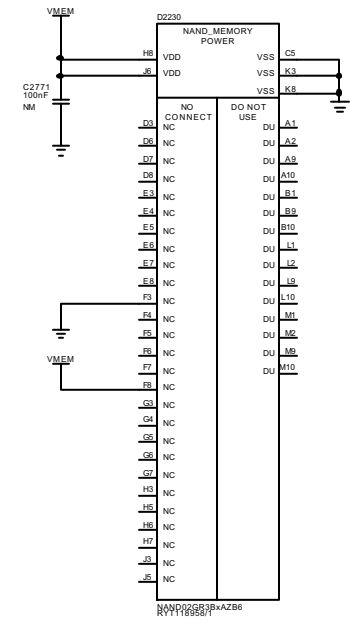 VMEM
D2230
NAND_MEMORY
POWER
H8 VDD VSS C5
J6 VDD VSS K3
VSS K8
C2771
100nF
NM
NO CONNECT
DO NOT USE
D3 NC DU A1
D6 NC DU A2
D7 NC DU A9
D8 NC DU A10
E3 NC DU B1
E4 NC DU B9
E5 NC DU B10
E6 NC DU L1
E7 NC DU L2
E8 NC DU L9
F3 NC DU L10
F4 NC DU M1
F5 NC DU M2
F6 NC DU M9
VMEM
F7 NC DU M10
F8 NC
G3 NC
G4 NC
G5 NC
G6 NC
G7 NC
H3 NC
H5 NC
H6 NC
H7 NC
J3 NC
J5 NC
NAND02GR3BxAZB6
RYT118958/1